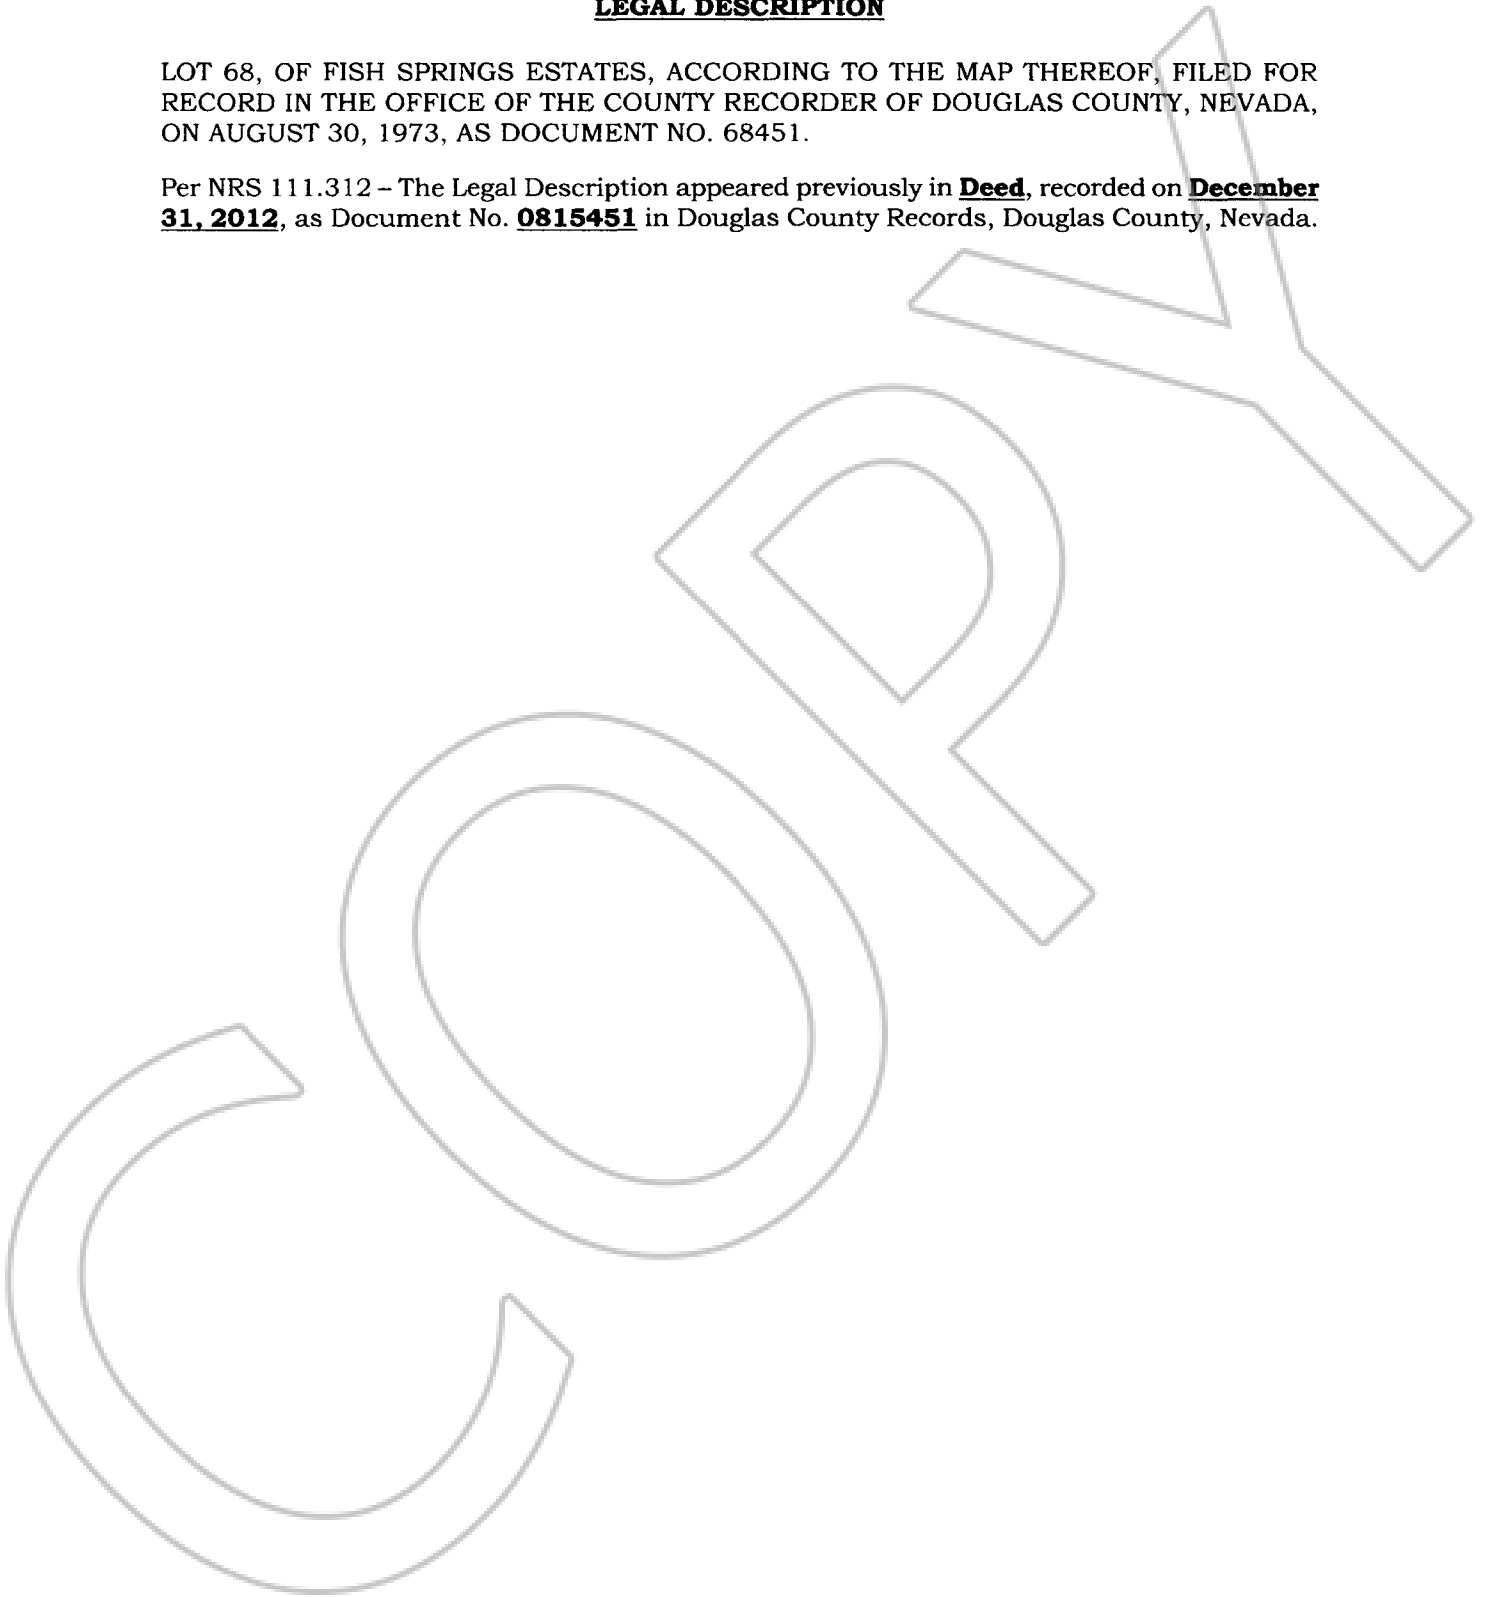 LEGAL DESCRIPTION
LOT 68, OF FISH SPRINGS ESTATES, ACCORDING TO THE MAP THEREOF, FILED FOR
RECORD IN THE OFFICE OF THE COUNTY RECORDER OF DOUGLAS COUNTY, NEVADA,
ON AUGUST 30, 1973, AS DOCUMENT NO. 68451.
Per NRS 111.312 – The Legal Description appeared previously in Deed, recorded on December
31, 2012, as Document No. 0815451 in Douglas County Records, Douglas County, Nevada.
COPY